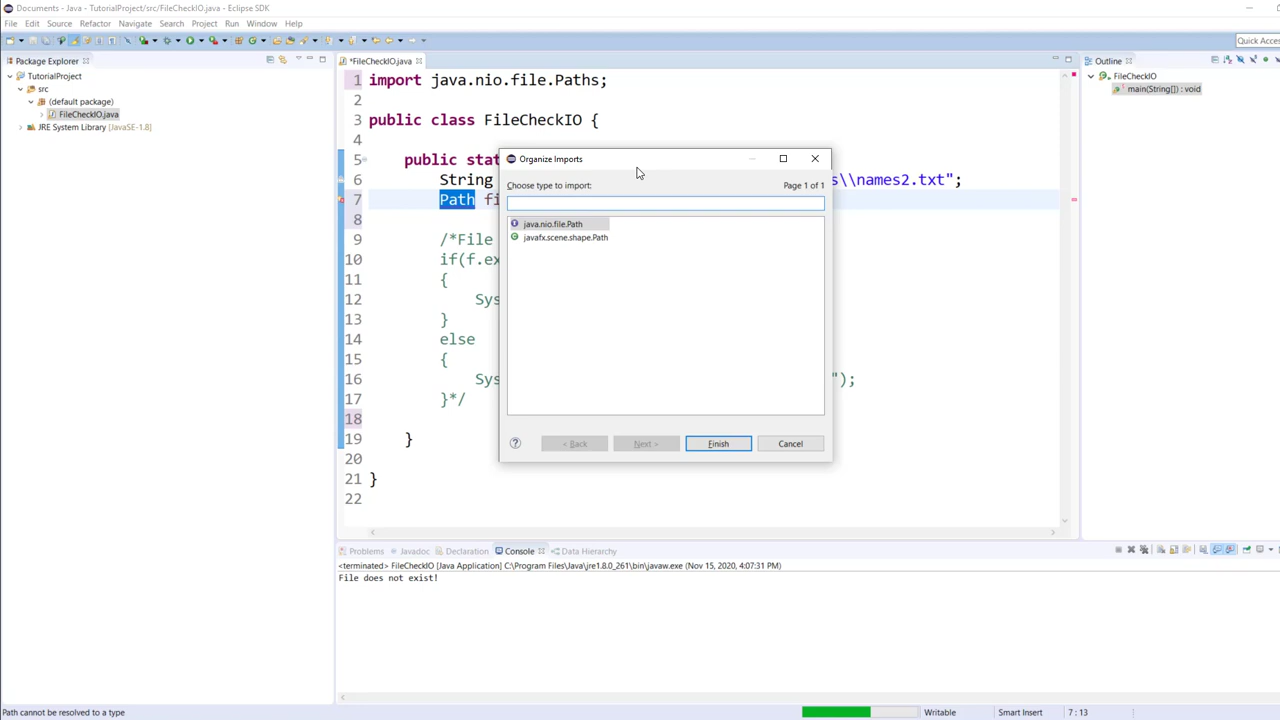 Documents - Java - TutorialProject/src/FileCheckIO.java - Eclipse SDK
File Edit Source Refactor Navigate Search Project Run Window Help
Quick Acces
Package Explorer
TutorialProject
src
(default package)
FileCheckIO.java
JRE System Library [JavaSE-1.8]
*FileCheckIO.java
1 import java.nio.file.Paths;
2
3 public class FileCheckIO {
4
5 public stat
6 String s\\names2.txt";
7 Path fi
8
9 /*File
10 if(f.ex
11 {
12 Sys
13 }
14 else
15 {
16 Sys ");
17 }*/
18
19 }
20
21 }
22
Organize Imports
Choose type to import: Page 1 of 1
java.nio.file.Path
javafx.scene.shape.Path
< Back Next > Finish Cancel
Outline
FileCheckIO
main(String[]) : void
Problems Javadoc Declaration Console Data Hierarchy
<terminated> FileCheckIO [Java Application] C:\Program Files\Java\jre1.8.0_261\bin\javaw.exe (Nov 15, 2020, 4:07:31 PM)
File does not exist!
Path cannot be resolved to a type
Writable Smart Insert 7 : 13